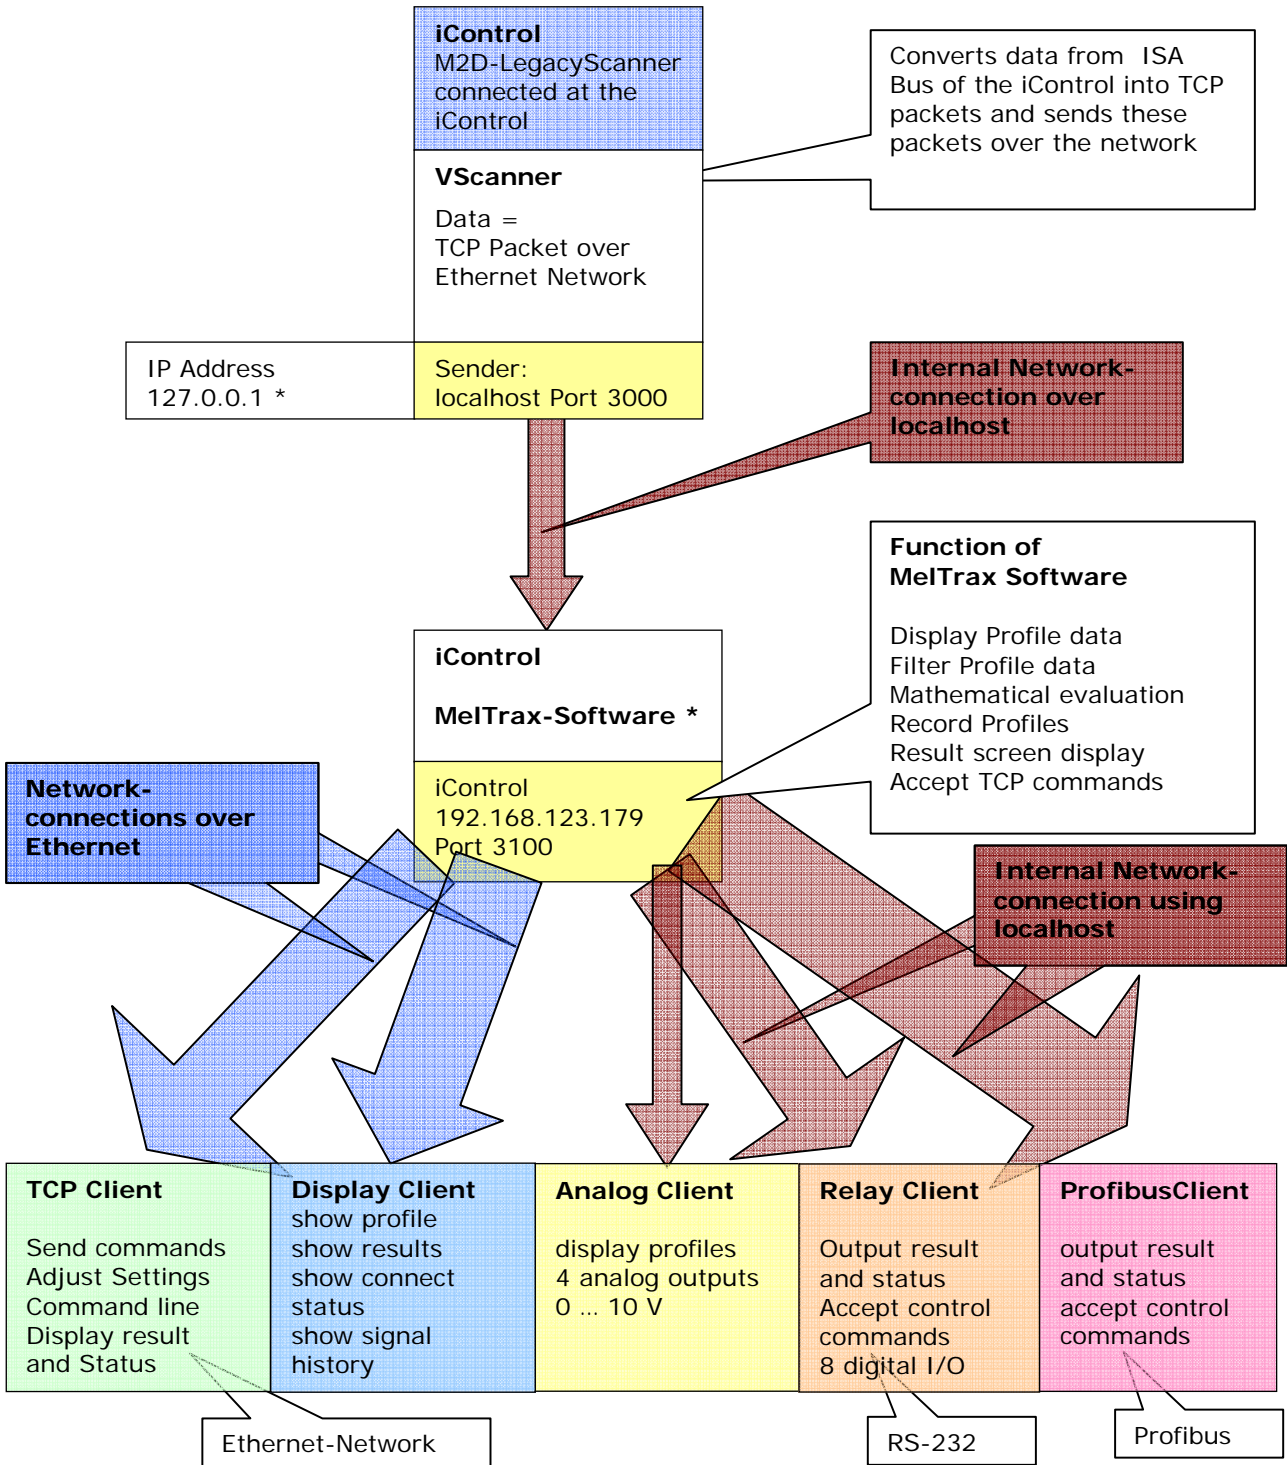 iControl
M2D-LegacyScanner
connected at the
iControl
Converts data from ISA
Bus of the iControl into TCP
packets and sends these
packets over the network
VScanner
Data =
TCP Packet over
Ethernet Network
IP Address
127.0.0.1 *
Sender:
localhost Port 3000
Internal Network-
connection over
localhost
Function of
MelTrax Software
Display Profile data
Filter Profile data
Mathematical evaluation
Record Profiles
Result screen display
Accept TCP commands
iControl
MelTrax-Software *
iControl
192.168.123.179
Port 3100
Network-
connections over
Ethernet
Internal Network-
connection using
localhost
TCP Client
Send commands
Adjust Settings
Command line
Display result
and Status
Display Client
show profile
show results
show connect
status
show signal
history
Analog Client
display profiles
4 analog outputs
0 ... 10 V
Relay Client
Output result
and status
Accept control
commands
8 digital I/O
ProfibusClient
output result
and status
accept control
commands
Ethernet-Network
RS-232
Profibus